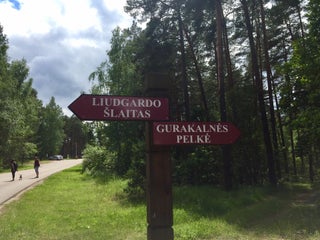 LIUDGARDO
ŠLAITAS
GURAKALNĖS
PELKĖ